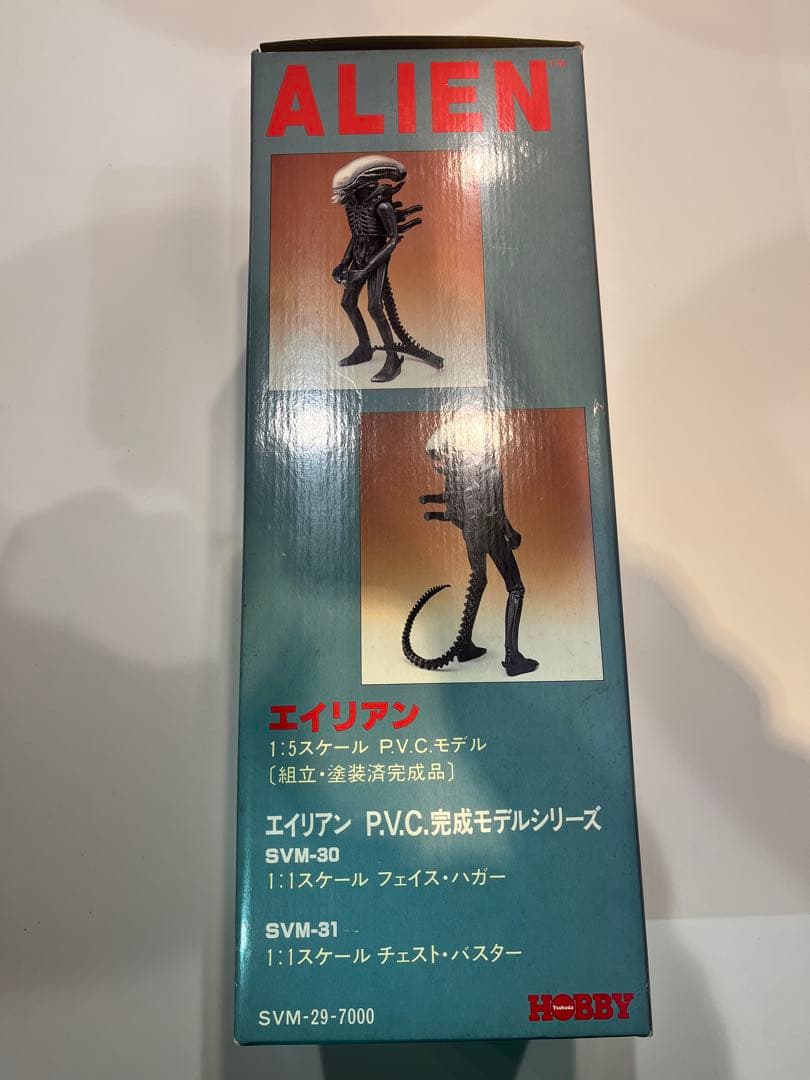 ALIEN™
エイリアン
1:5スケール P.V.C.モデル
〔組立・塗装済完成品〕
エイリアン P.V.C.完成モデルシリーズ
SVM-30
1:1スケール フェイス・ハガー
SVM-31
1:1スケール チェスト・バスター
SVM-29-7000
HOBBY
Tsukuda